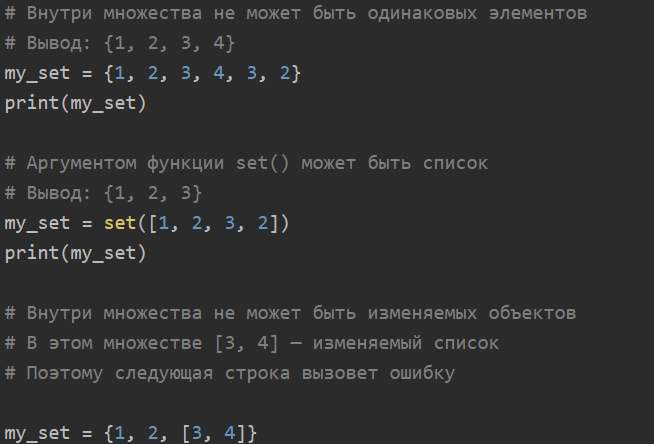 # Внутри множества не может быть одинаковых элементов
# Вывод: {1, 2, 3, 4}
my_set = {1, 2, 3, 4, 3, 2}
print(my_set)
# Аргументом функции set() может быть список
# Вывод: {1, 2, 3}
my_set = set([1, 2, 3, 2])
print(my_set)
# Внутри множества не может быть изменяемых объектов
# В этом множестве [3, 4] — изменяемый список
# Поэтому следующая строка вызовет ошибку
my_set = {1, 2, [3, 4]}